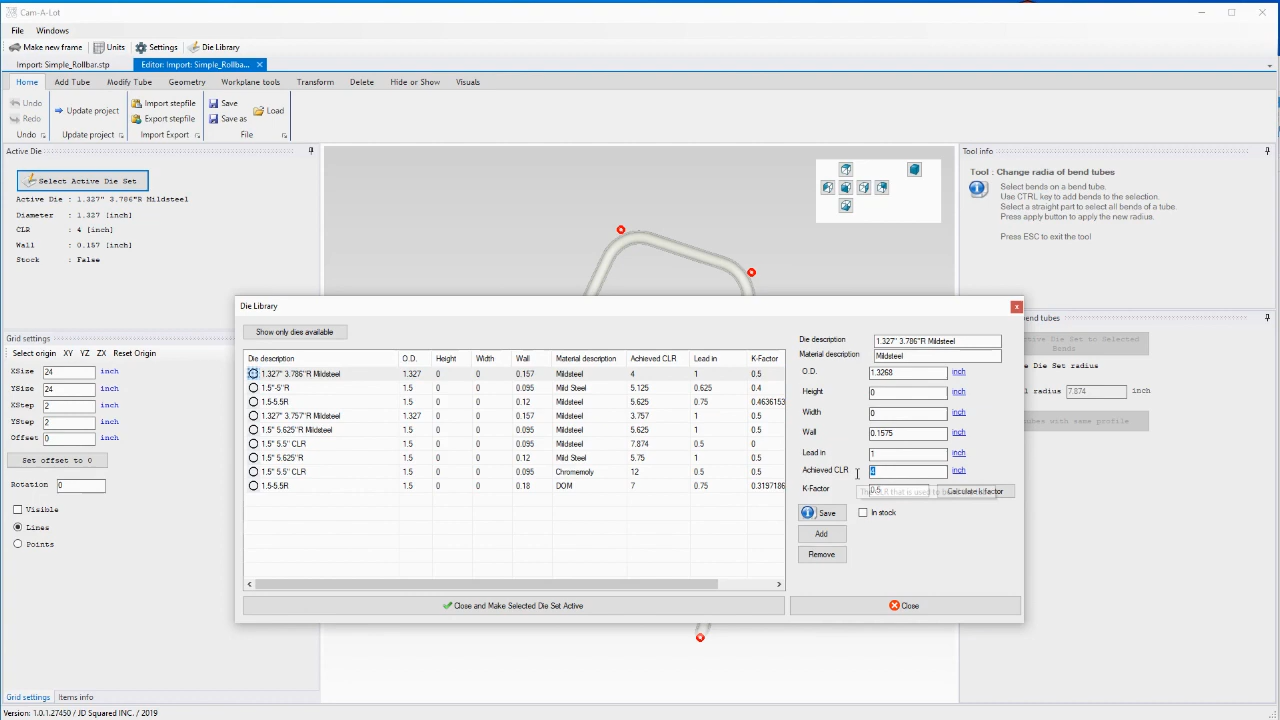 Cam-A-Lot
File Windows
Make new frame Units Settings Die Library
Import: Simple_Rollbar.stp Editor: Import: Simple_Rollba... ×
Home Add Tube Modify Tube Geometry Workplane tools Transform Delete Hide or Show Visuals
Undo
Redo
Update project
Import stepfile
Export stepfile
Save
Save as
Load
Undo Update project Import Export File
Active Die
Select Active Die Set
Active Die : 1.327" 3.786"R Mildsteel
Diameter : 1.327 [inch]
CLR : 4 [inch]
Wall : 0.157 [inch]
Stock : False
Tool info
Tool : Change radia of bend tubes
Select bends on a bend tube.
Use CTRL key to add bends to the selection.
Select a straight part to select all bends of a tube.
Press apply button to apply the new radius.
Press ESC to exit the tool
Grid settings
Select origin XY YZ ZX Reset Origin
XSize 24 inch
YSize 24 inch
XStep 2 inch
YStep 2 inch
Offset 0 inch
Set offset to 0
Rotation 0
Visible
Lines
Points
Die Library
Show only dies available
Die description O.D. Height Width Wall Material description Achieved CLR Lead in K-Factor
1.327" 3.786"R Mildsteel 1.327 0 0 0.157 Mildsteel 4 1 0.5
1.5"-5"R 1.5 0 0 0.095 Mild Steel 5.125 0.625 0.4
1.5-5.5R 1.5 0 0 0.12 Mild Steel 5.625 0.75 0.4636153
1.327" 3.757"R Mildsteel 1.327 0 0 0.157 Mildsteel 3.757 1 0.5
1.5" 5.625"R Mildsteel 1.5 0 0 0.095 Mildsteel 5.625 1 0.5
1.5" 5.5" CLR 1.5 0 0 0.095 Mildsteel 7.874 0.5 0
1.5" 5.625"R 1.5 0 0 0.12 Mild Steel 5.75 1 0.5
1.5" 5.5" CLR 1.5 0 0 0.095 Chromemoly 12 0.5 0.5
1.5-5.5R 1.5 0 0 0.18 DOM 7 0.75 0.3197186
Die description 1.327" 3.786"R Mildsteel
Material description Mildsteel
O.D. 1.3268 inch
Height 0 inch
Width 0 inch
Wall 0.1575 inch
Lead in 1 inch
Achieved CLR 4 inch
K-Factor 0.5 Calculate k factor
Save In stock
Add
Remove
Close and Make Selected Die Set Active Close
end tubes
ctive Die Set to Selected
Bends
e Die Set radius
l radius 7.874
ubes with same profile
Grid settings Items info
Version: 1.0.1.27450 / JD Squared INC. / 2019